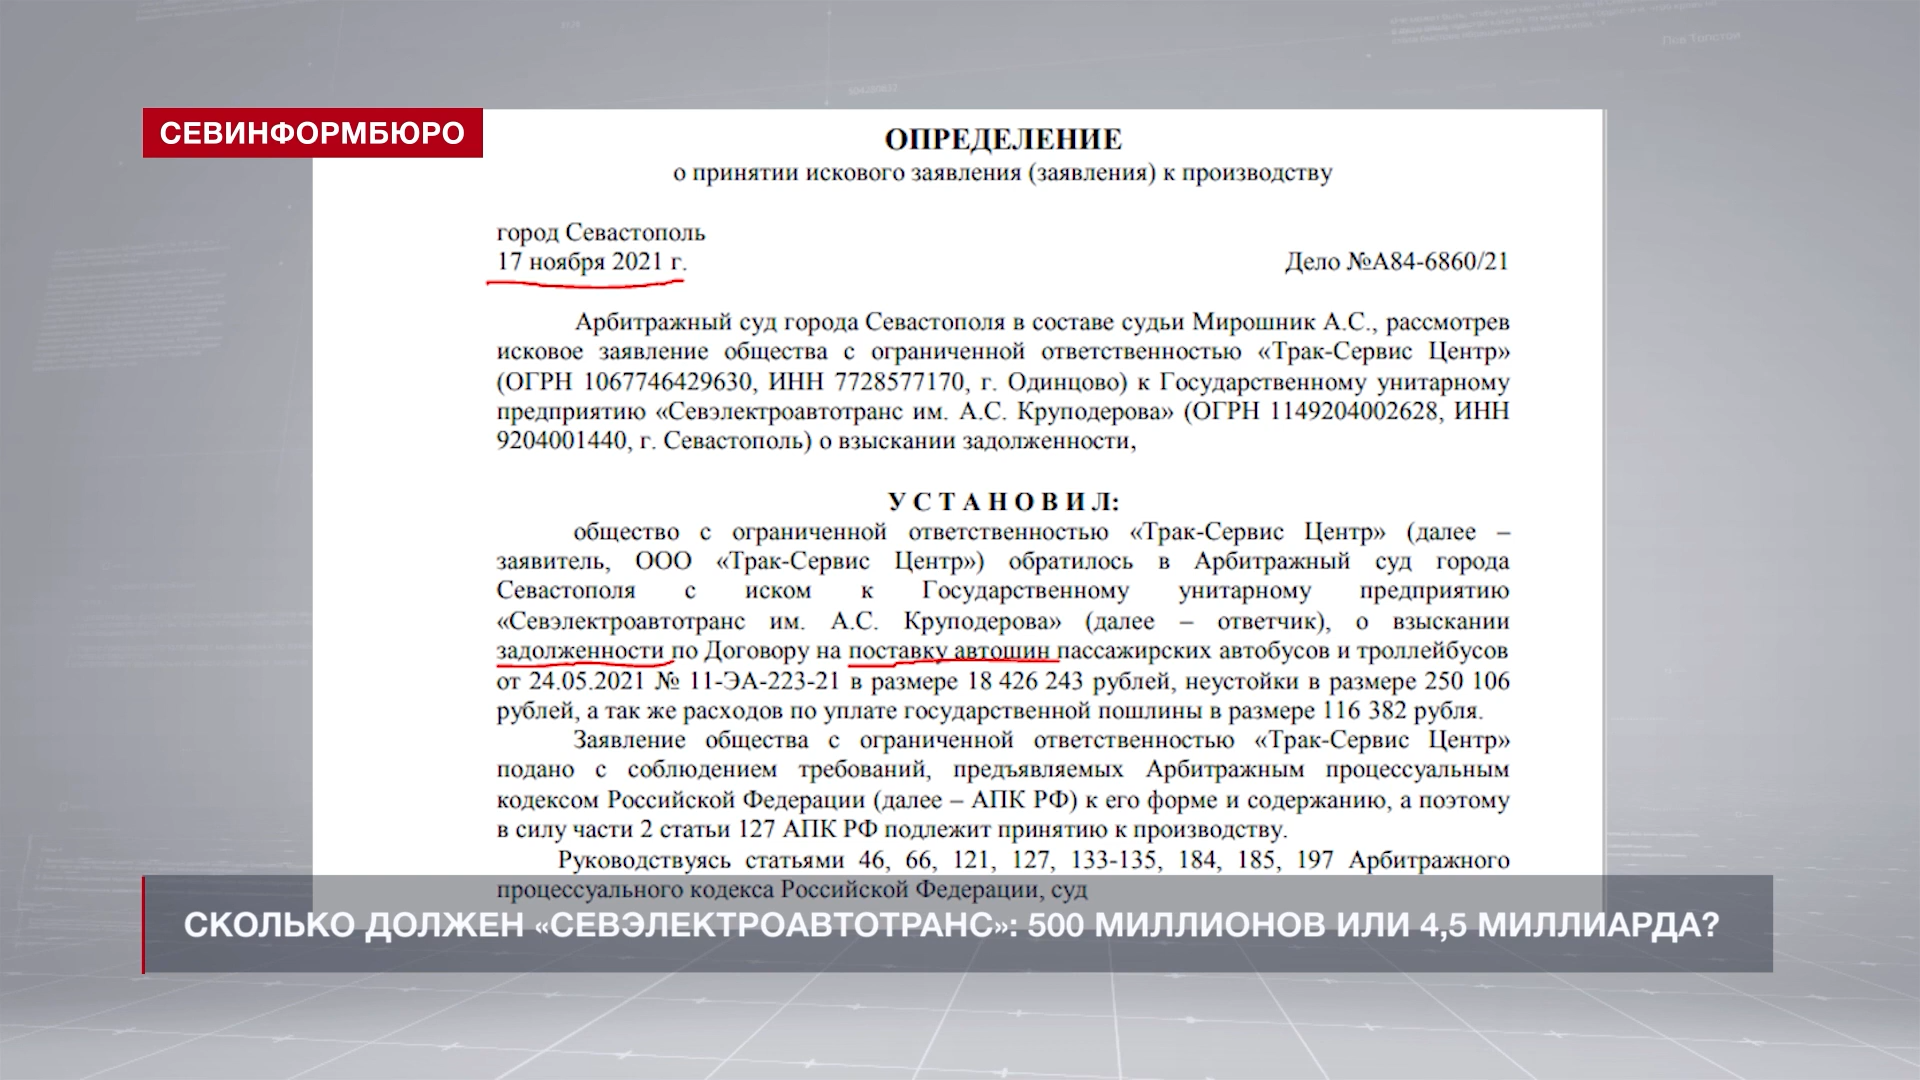 СЕВИНФОРМБЮРО
ОПРЕДЕЛЕНИЕ
о принятии искового заявления (заявления) к производству
город Севастополь
17 ноября 2021 г.
Дело №А84-6860/21
Арбитражный суд города Севастополя в составе судьи Мирошник А.С., рассмотрев
исковое заявление общества с ограниченной ответственностью «Трак-Сервис Центр»
(ОГРН 1067746429630, ИНН 7728577170, г. Одинцово) к Государственному унитарному
предприятию «Севэлектроавтотранс им. А.С. Круподерова» (ОГРН 1149204002628, ИНН
9204001440, г. Севастополь) о взыскании задолженности,
У С Т А Н О В И Л:
общество с ограниченной ответственностью «Трак-Сервис Центр» (далее –
заявитель, ООО «Трак-Сервис Центр») обратилось в Арбитражный суд города
Севастополя с иском к Государственному унитарному предприятию
«Севэлектроавтотранс им. А.С. Круподерова» (далее – ответчик), о взыскании
задолженности по Договору на поставку автошин пассажирских автобусов и троллейбусов
от 24.05.2021 № 11-ЭА-223-21 в размере 18 426 243 рублей, неустойки в размере 250 106
рублей, а так же расходов по уплате государственной пошлины в размере 116 382 рубля.
Заявление общества с ограниченной ответственностью «Трак-Сервис Центр»
подано с соблюдением требований, предъявляемых Арбитражным процессуальным
кодексом Российской Федерации (далее – АПК РФ) к его форме и содержанию, а поэтому
в силу части 2 статьи 127 АПК РФ подлежит принятию к производству.
Руководствуясь статьями 46, 66, 121, 127, 133-135, 184, 185, 197 Арбитражного
процессуального кодекса Российской Федерации, суд
СКОЛЬКО ДОЛЖЕН «СЕВЭЛЕКТРОАВТОТРАНС»: 500 МИЛЛИОНОВ ИЛИ 4,5 МИЛЛИАРДА?
Лев Толстой